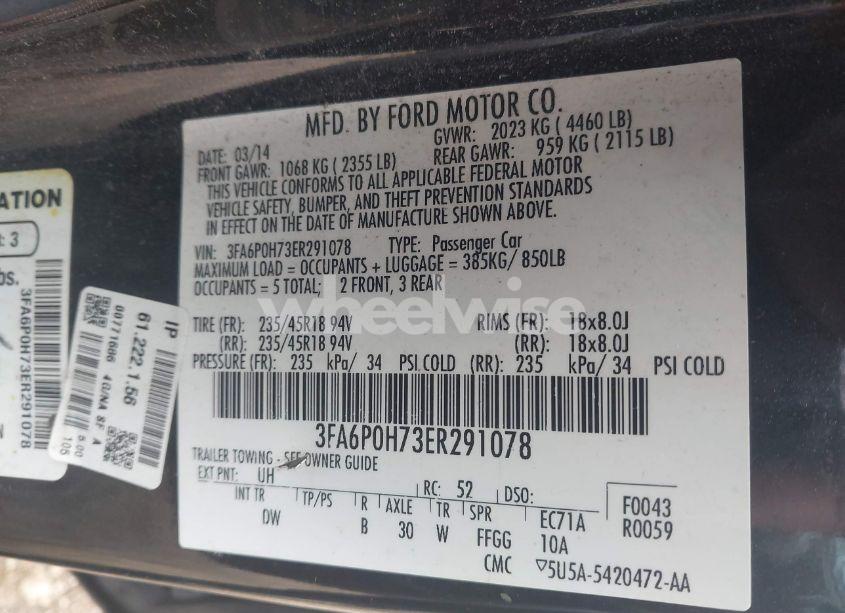 MFD. BY FORD MOTOR CO.
DATE: 03/14 GVWR: 2023 KG ( 4460 LB)
FRONT GAWR: 1068 KG ( 2355 LB) REAR GAWR: 959 KG ( 2115 LB)
THIS VEHICLE CONFORMS TO ALL APPLICABLE FEDERAL MOTOR
VEHICLE SAFETY, BUMPER, AND THEFT PREVENTION STANDARDS
IN EFFECT ON THE DATE OF MANUFACTURE SHOWN ABOVE.
VIN: 3FA6P0H73ER291078 TYPE: Passenger Car
MAXIMUM LOAD = OCCUPANTS + LUGGAGE = 385KG/ 850LB
OCCUPANTS = 5 TOTAL; 2 FRONT, 3 REAR
wheelwise
TIRE (FR): 235/45R18 94V RIMS (FR): 18x8.0J
(RR): 235/45R18 94V (RR): 18x8.0J
PRESSURE (FR): 235 kPa/ 34 PSI COLD (RR): 235 kPa/ 34 PSI COLD
3FA6P0H73ER291078
TRAILER TOWING - SEE OWNER GUIDE
EXT PNT: UH RC: 52 DSO: F0043
INT TR TP/PS R AXLE TR SPR EC71A R0059
DW B 30 W FFGG 10A
CMC ▽5U5A-5420472-AA
ATION
: 3
bs.
3FA6P0H73ER291078
N
IP
61.222.1.56
00771686 4G/NA 8F A